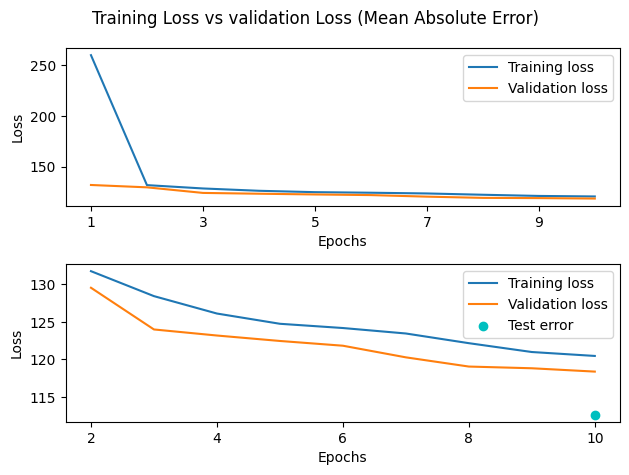 Training Loss vs validation Loss (Mean Absolute Error)
250
200
150
Loss
Training loss
Validation loss
1 3 5 7 9
Epochs
130
125
120
115
Loss
Training loss
Validation loss
Test error
2 4 6 8 10
Epochs